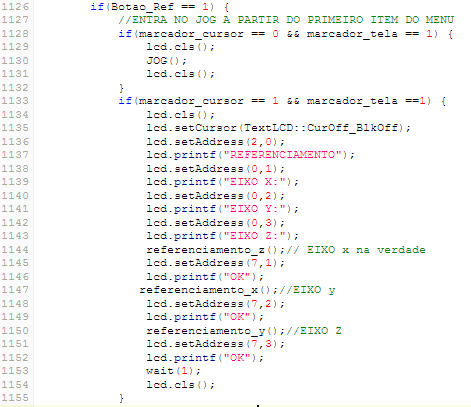 1126 if(Botao_Ref == 1) {
1127 //ENTRA NO JOG A PARTIR DO PRIMEIRO ITEM DO MENU
1128 if(marcador_cursor == 0 && marcador_tela == 1) {
1129 lcd.cls();
1130 JOG();
1131 lcd.cls();
1132 }
1133 if(marcador_cursor == 1 && marcador_tela ==1) {
1134 lcd.cls();
1135 lcd.setCursor(TextLCD::CurOff_BlkOff);
1136 lcd.setAddress(2,0);
1137 lcd.printf("REFERENCIAMENTO");
1138 lcd.setAddress(0,1);
1139 lcd.printf("EIXO X:");
1140 lcd.setAddress(0,2);
1141 lcd.printf("EIXO Y:");
1142 lcd.setAddress(0,3);
1143 lcd.printf("EIXO Z:");
1144 referenciamento_z();// EIXO x na verdade
1145 lcd.setAddress(7,1);
1146 lcd.printf("OK");
1147 referenciamento_x();//EIXO y
1148 lcd.setAddress(7,2);
1149 lcd.printf("OK");
1150 referenciamento_y();//EIXO Z
1151 lcd.setAddress(7,3);
1152 lcd.printf("OK");
1153 wait(1);
1154 lcd.cls();
1155 }